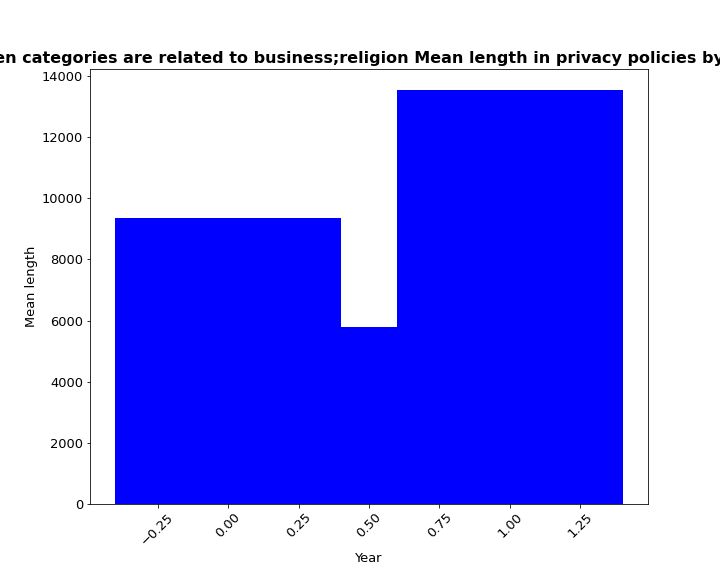 categories are related to business;religion Mean length in privacy policies by
14000
12000
10000
8000
6000
4000
2000
0
Mean length
−0.25 0.00 0.25 0.50 0.75 1.00 1.25
Year